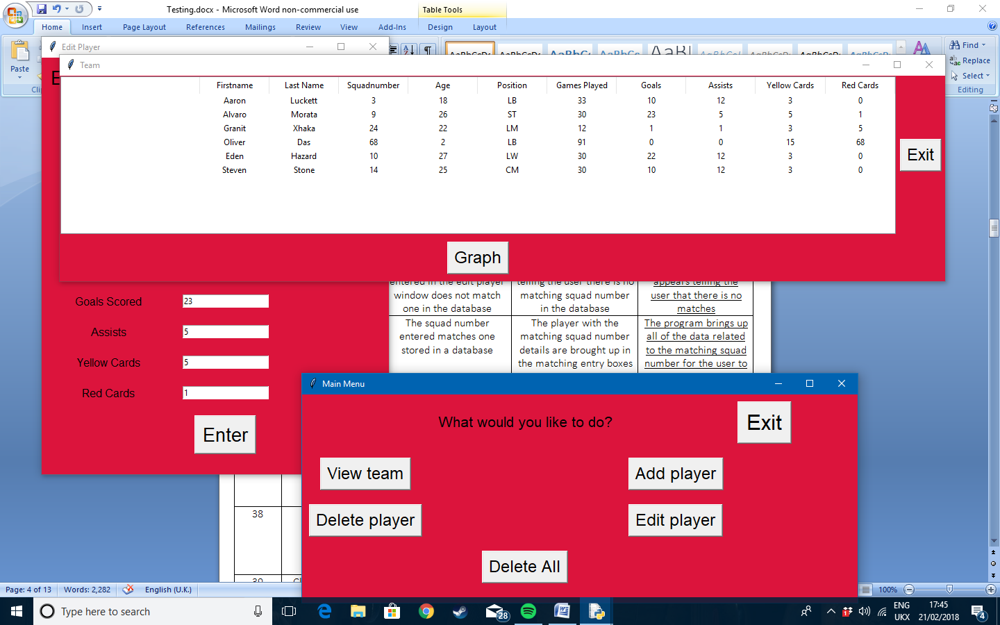 Testing.docx - Microsoft Word non-commercial use
Table Tools
Home Insert Page Layout References Mailings Review View Add-Ins Design Layout
Paste
Find
Replace
Select
Editing
Edit Player
Team
Firstname Last Name Squadnumber Age Position Games Played Goals Assists Yellow Cards Red Cards
Aaron Luckett 3 18 LB 33 10 12 3 0
Alvaro Morata 9 26 ST 30 23 5 5 1
Granit Xhaka 24 22 LM 12 1 1 3 5
Oliver Das 68 2 LB 91 0 0 15 68
Eden Hazard 10 27 LW 30 22 12 3 0
Steven Stone 14 25 CM 30 10 12 3 0
Exit
Graph
Goals Scored 23
Assists 5
Yellow Cards 5
Red Cards 1
Enter
entered in the edit player
window does not match
one in the database
telling the user there is no
matching squad number
in the database
appears telling the
user that there is no
matches
The squad number
entered matches one
stored in a database
The player with the
matching squad number
details are brought up in
the matching entry boxes
The program brings up
all of the data related
to the matching squad
number for the user to
38
39
Main Menu
What would you like to do?
Exit
View team
Add player
Delete player
Edit player
Delete All
Page: 4 of 13 Words: 2,282 English (U.K.) 100%
Type here to search
28
ENG
UKX
17:45
21/02/2018
4